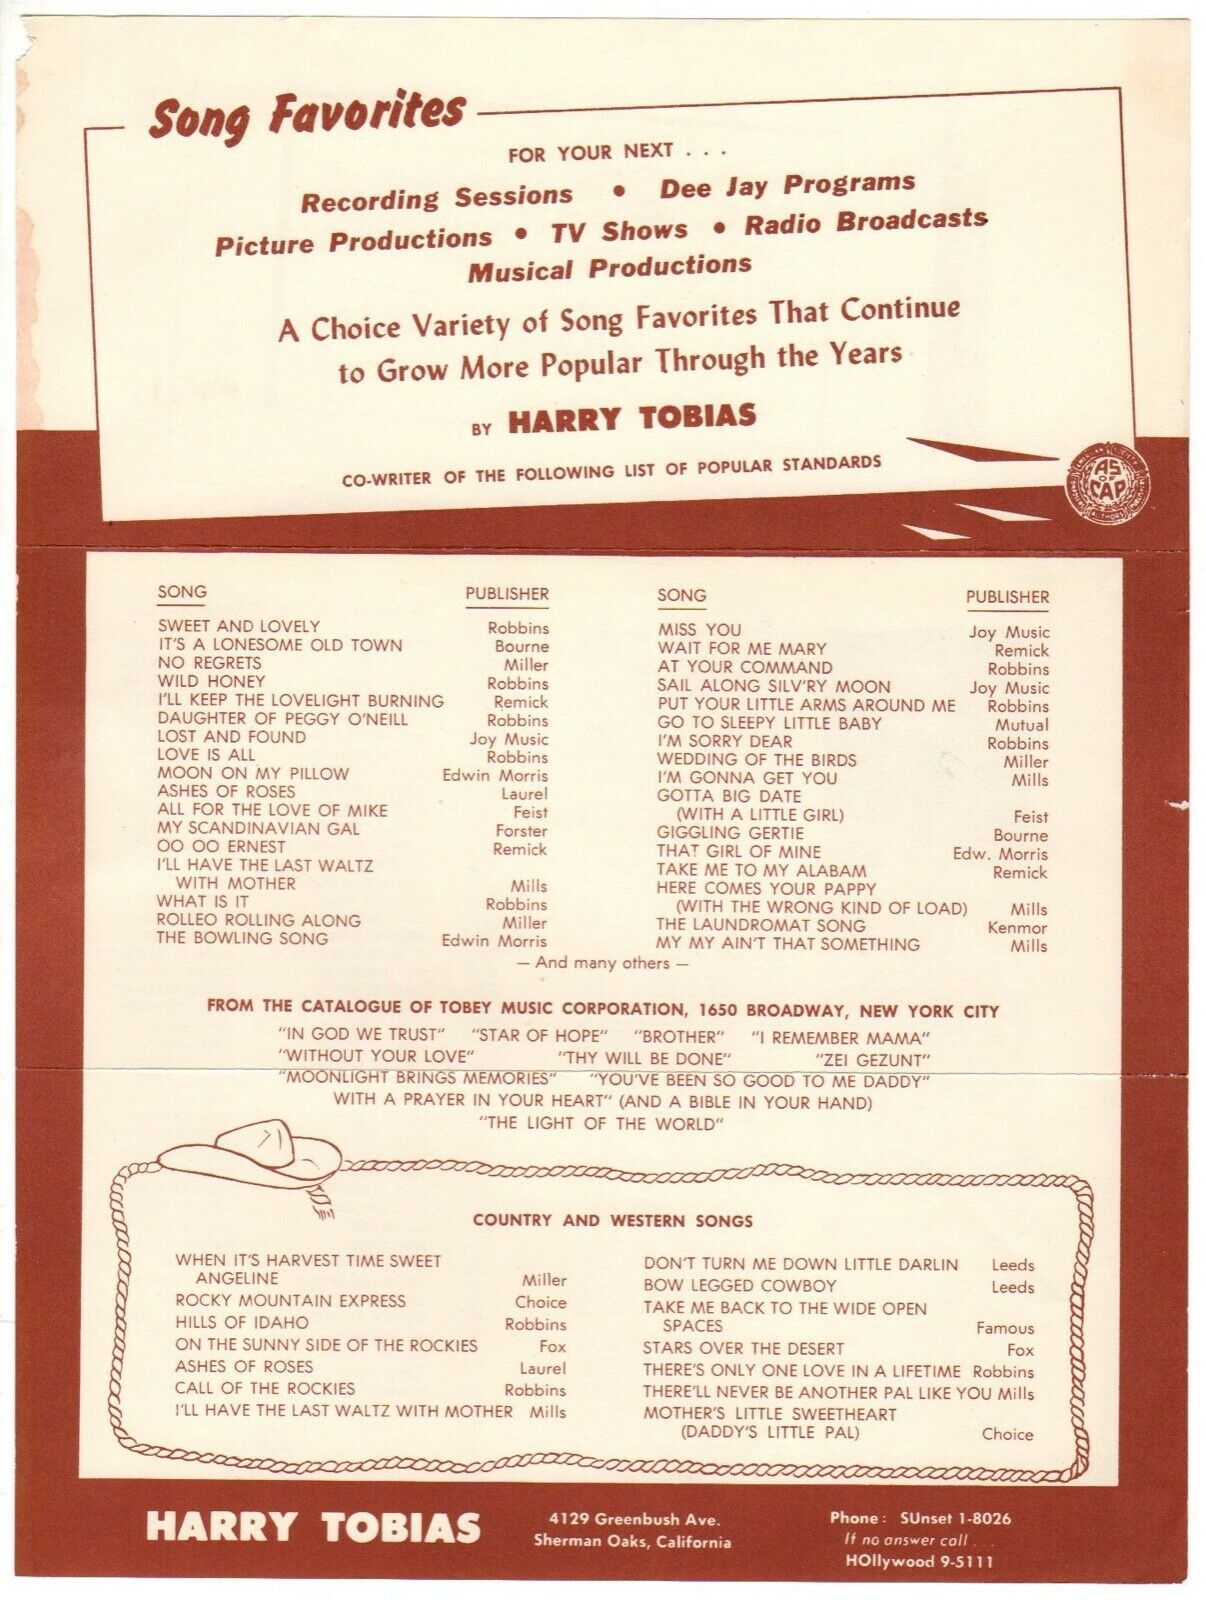 Song Favorites
FOR YOUR NEXT . . .
Recording Sessions • Dee Jay Programs
Picture Productions • TV Shows • Radio Broadcasts
Musical Productions
A Choice Variety of Song Favorites That Continue
to Grow More Popular Through the Years
BY HARRY TOBIAS
CO-WRITER OF THE FOLLOWING LIST OF POPULAR STANDARDS
AS
OF
CAP
SONG PUBLISHER
SWEET AND LOVELY Robbins
IT'S A LONESOME OLD TOWN Bourne
NO REGRETS Miller
WILD HONEY Robbins
I'LL KEEP THE LOVELIGHT BURNING Remick
DAUGHTER OF PEGGY O'NEILL Robbins
LOST AND FOUND Joy Music
LOVE IS ALL Robbins
MOON ON MY PILLOW Edwin Morris
ASHES OF ROSES Laurel
ALL FOR THE LOVE OF MIKE Feist
MY SCANDINAVIAN GAL Forster
OO OO ERNEST Remick
I'LL HAVE THE LAST WALTZ
WITH MOTHER Mills
WHAT IS IT Robbins
ROLLEO ROLLING ALONG Miller
THE BOWLING SONG Edwin Morris
SONG PUBLISHER
MISS YOU Joy Music
WAIT FOR ME MARY Remick
AT YOUR COMMAND Robbins
SAIL ALONG SILV'RY MOON Joy Music
PUT YOUR LITTLE ARMS AROUND ME Robbins
GO TO SLEEPY LITTLE BABY Mutual
I'M SORRY DEAR Robbins
WEDDING OF THE BIRDS Miller
I'M GONNA GET YOU Mills
GOTTA BIG DATE
(WITH A LITTLE GIRL) Feist
GIGGLING GERTIE Bourne
THAT GIRL OF MINE Edw. Morris
TAKE ME TO MY ALABAM Remick
HERE COMES YOUR PAPPY
(WITH THE WRONG KIND OF LOAD) Mills
THE LAUNDROMAT SONG Kenmor
MY MY AIN'T THAT SOMETHING Mills
— And many others —
FROM THE CATALOGUE OF TOBEY MUSIC CORPORATION, 1650 BROADWAY, NEW YORK CITY
"IN GOD WE TRUST" "STAR OF HOPE" "BROTHER" "I REMEMBER MAMA"
"WITHOUT YOUR LOVE" "THY WILL BE DONE" "ZEI GEZUNT"
"MOONLIGHT BRINGS MEMORIES" "YOU'VE BEEN SO GOOD TO ME DADDY"
WITH A PRAYER IN YOUR HEART" (AND A BIBLE IN YOUR HAND)
"THE LIGHT OF THE WORLD"
COUNTRY AND WESTERN SONGS
WHEN IT'S HARVEST TIME SWEET
ANGELINE Miller
ROCKY MOUNTAIN EXPRESS Choice
HILLS OF IDAHO Robbins
ON THE SUNNY SIDE OF THE ROCKIES Fox
ASHES OF ROSES Laurel
CALL OF THE ROCKIES Robbins
I'LL HAVE THE LAST WALTZ WITH MOTHER Mills
DON'T TURN ME DOWN LITTLE DARLIN Leeds
BOW LEGGED COWBOY Leeds
TAKE ME BACK TO THE WIDE OPEN
SPACES Famous
STARS OVER THE DESERT Fox
THERE'S ONLY ONE LOVE IN A LIFETIME Robbins
THERE'LL NEVER BE ANOTHER PAL LIKE YOU Mills
MOTHER'S LITTLE SWEETHEART
(DADDY'S LITTLE PAL) Choice
HARRY TOBIAS
4129 Greenbush Ave.
Sherman Oaks, California
Phone: SUnset 1-8026
If no answer call . . .
HOllywood 9-5111